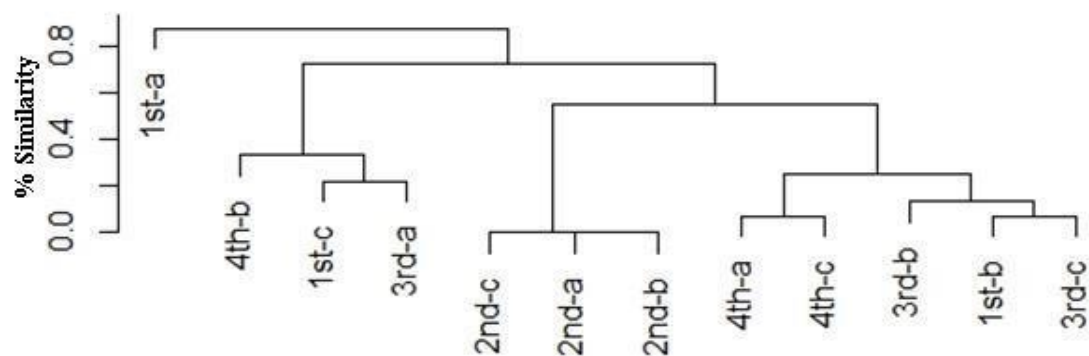 % Similarity
0.8
0.4
0.0
1st-a
4th-b
1st-c
3rd-a
2nd-c
2nd-a
2nd-b
4th-a
4th-c
3rd-b
1st-b
3rd-c